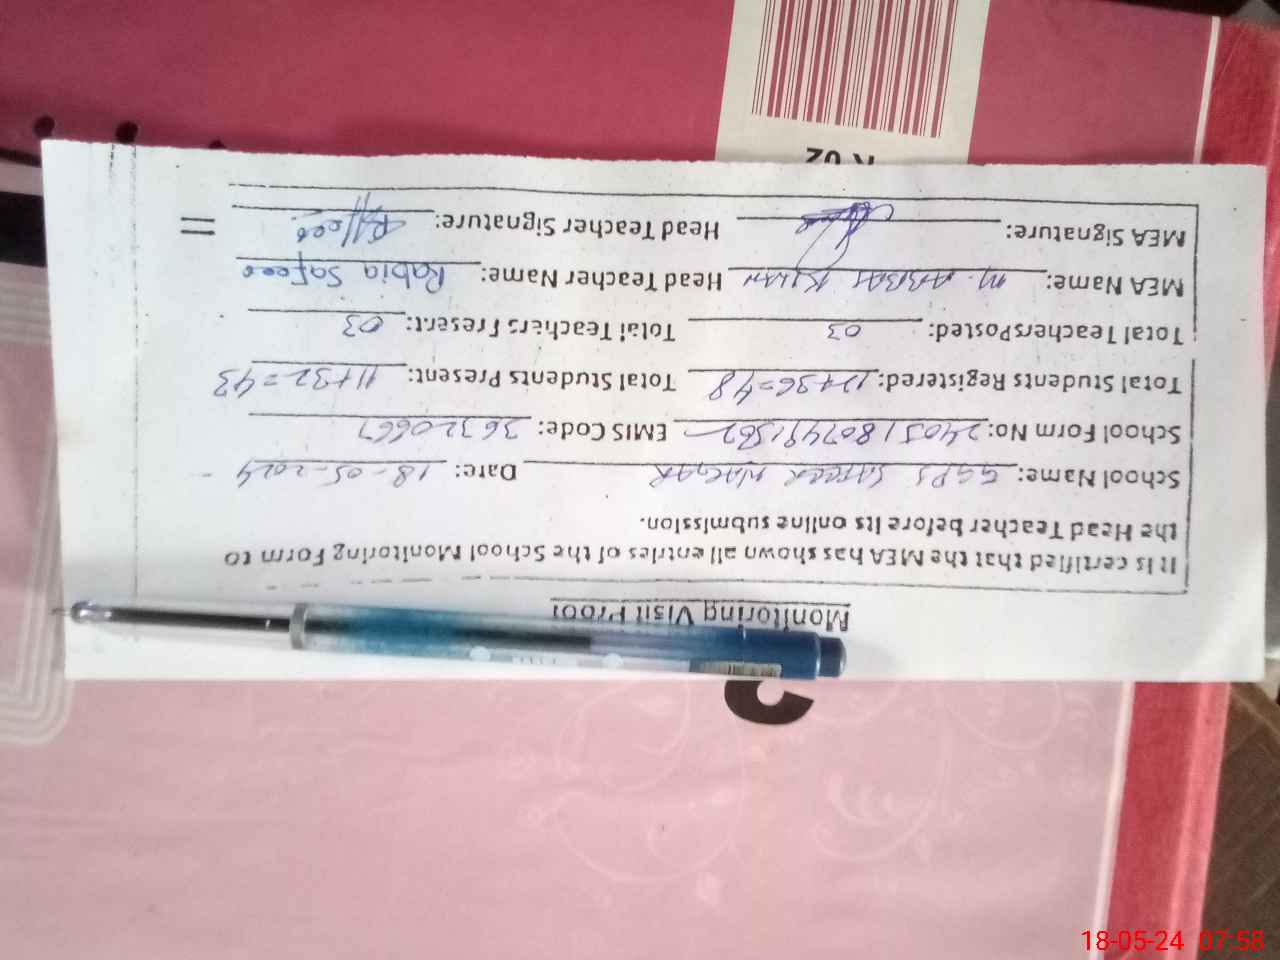 Monitoring Visit Proof
It is certified that the MEA has shown all entries of the School Monitoring Form to
the Head Teacher before its online submission.
School Name: GGPS SAFEER NAGAR Date: 18-05-2024
School Form No: EMIS Code: 36320667
Total Students Registered: 12+36=48 Total Students Present: 11+32=43
Total Teachers Posted: 03 Total Teachers Present: 03
MEA Name: M. ABBAS KHAN Head Teacher Name: Rabia Safeer
MEA Signature: Head Teacher Signature:
18-05-24 07:58